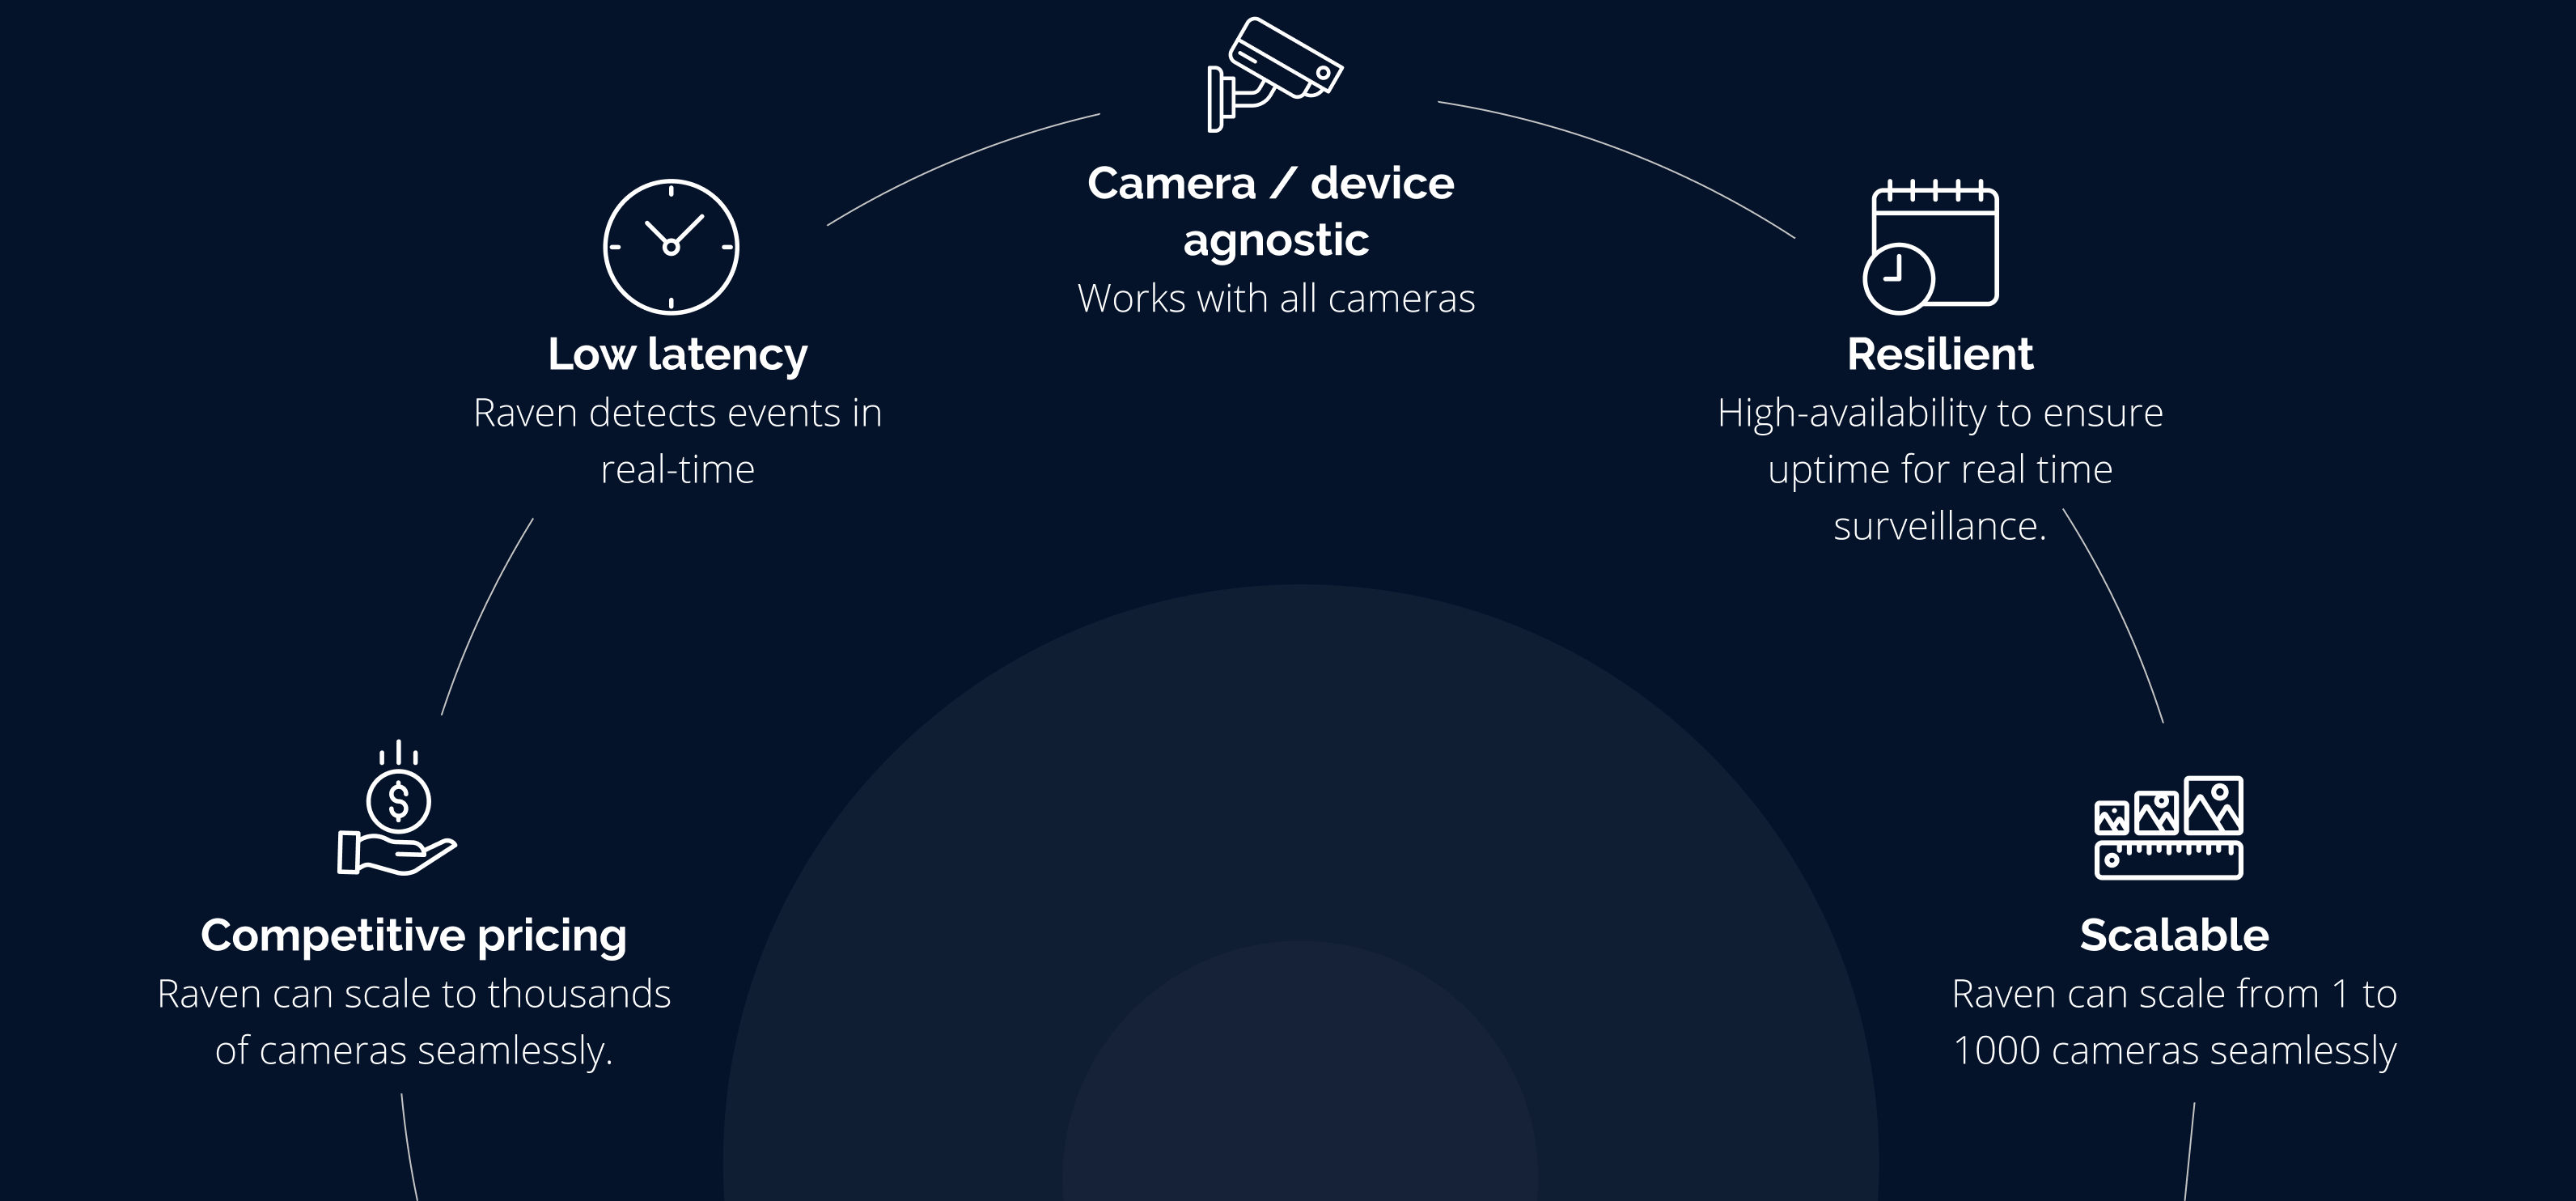 Camera / device
agnostic
Works with all cameras
Low latency
Raven detects events in
real-time
Resilient
High-availability to ensure
uptime for real time
surveillance.
$
Competitive pricing
Raven can scale to thousands
of cameras seamlessly.
Scalable
Raven can scale from 1 to
1000 cameras seamlessly